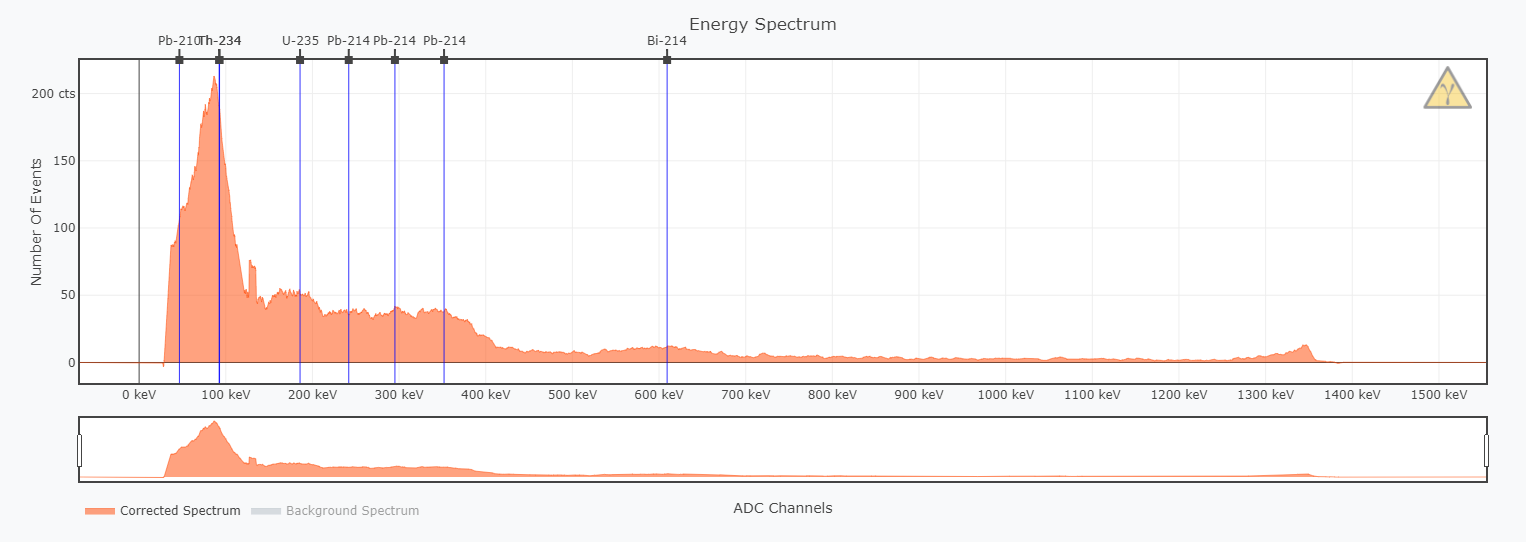 Energy Spectrum
Pb-210 Th-234 U-235 Pb-214 Pb-214 Pb-214 Bi-214
200 cts
150
100
50
0
Number Of Events
0 keV 100 keV 200 keV 300 keV 400 keV 500 keV 600 keV 700 keV 800 keV 900 keV 1000 keV 1100 keV 1200 keV 1300 keV 1400 keV 1500 keV
γ
ADC Channels
Corrected Spectrum Background Spectrum